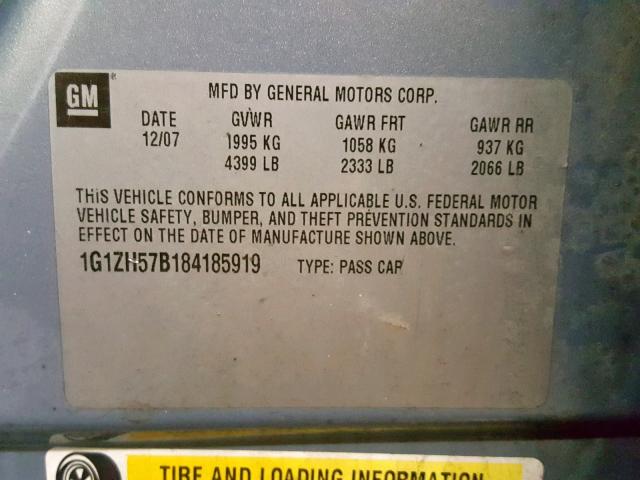 GM®
MFD BY GENERAL MOTORS CORP.
DATE GVWR GAWR FRT GAWR RR
12/07 1995 KG 1058 KG 937 KG
4399 LB 2333 LB 2066 LB
THIS VEHICLE CONFORMS TO ALL APPLICABLE U.S. FEDERAL MOTOR
VEHICLE SAFETY, BUMPER, AND THEFT PREVENTION STANDARDS IN
EFFECT ON THE DATE OF MANUFACTURE SHOWN ABOVE.
1G1ZH57B184185919 TYPE: PASS CAR
TIRE AND LOADING INFORMATION